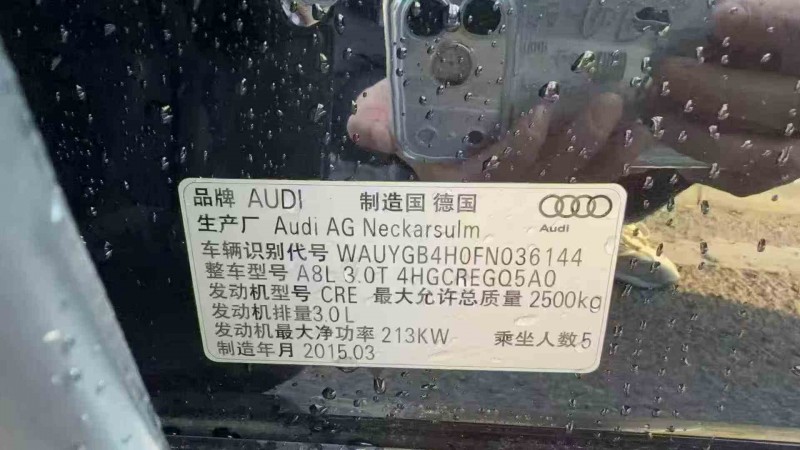 品牌 AUDI 制造国 德国
Audi
生产厂 Audi AG Neckarsulm
车辆识别代号 WAUYGB4H0FN036144
整车型号 A8L 3.0T 4HGCREGQ5A0
发动机型号 CRE 最大允许总质量 2500kg
发动机排量3.0L
发动机最大净功率 213KW 乘坐人数5
制造年月 2015.03